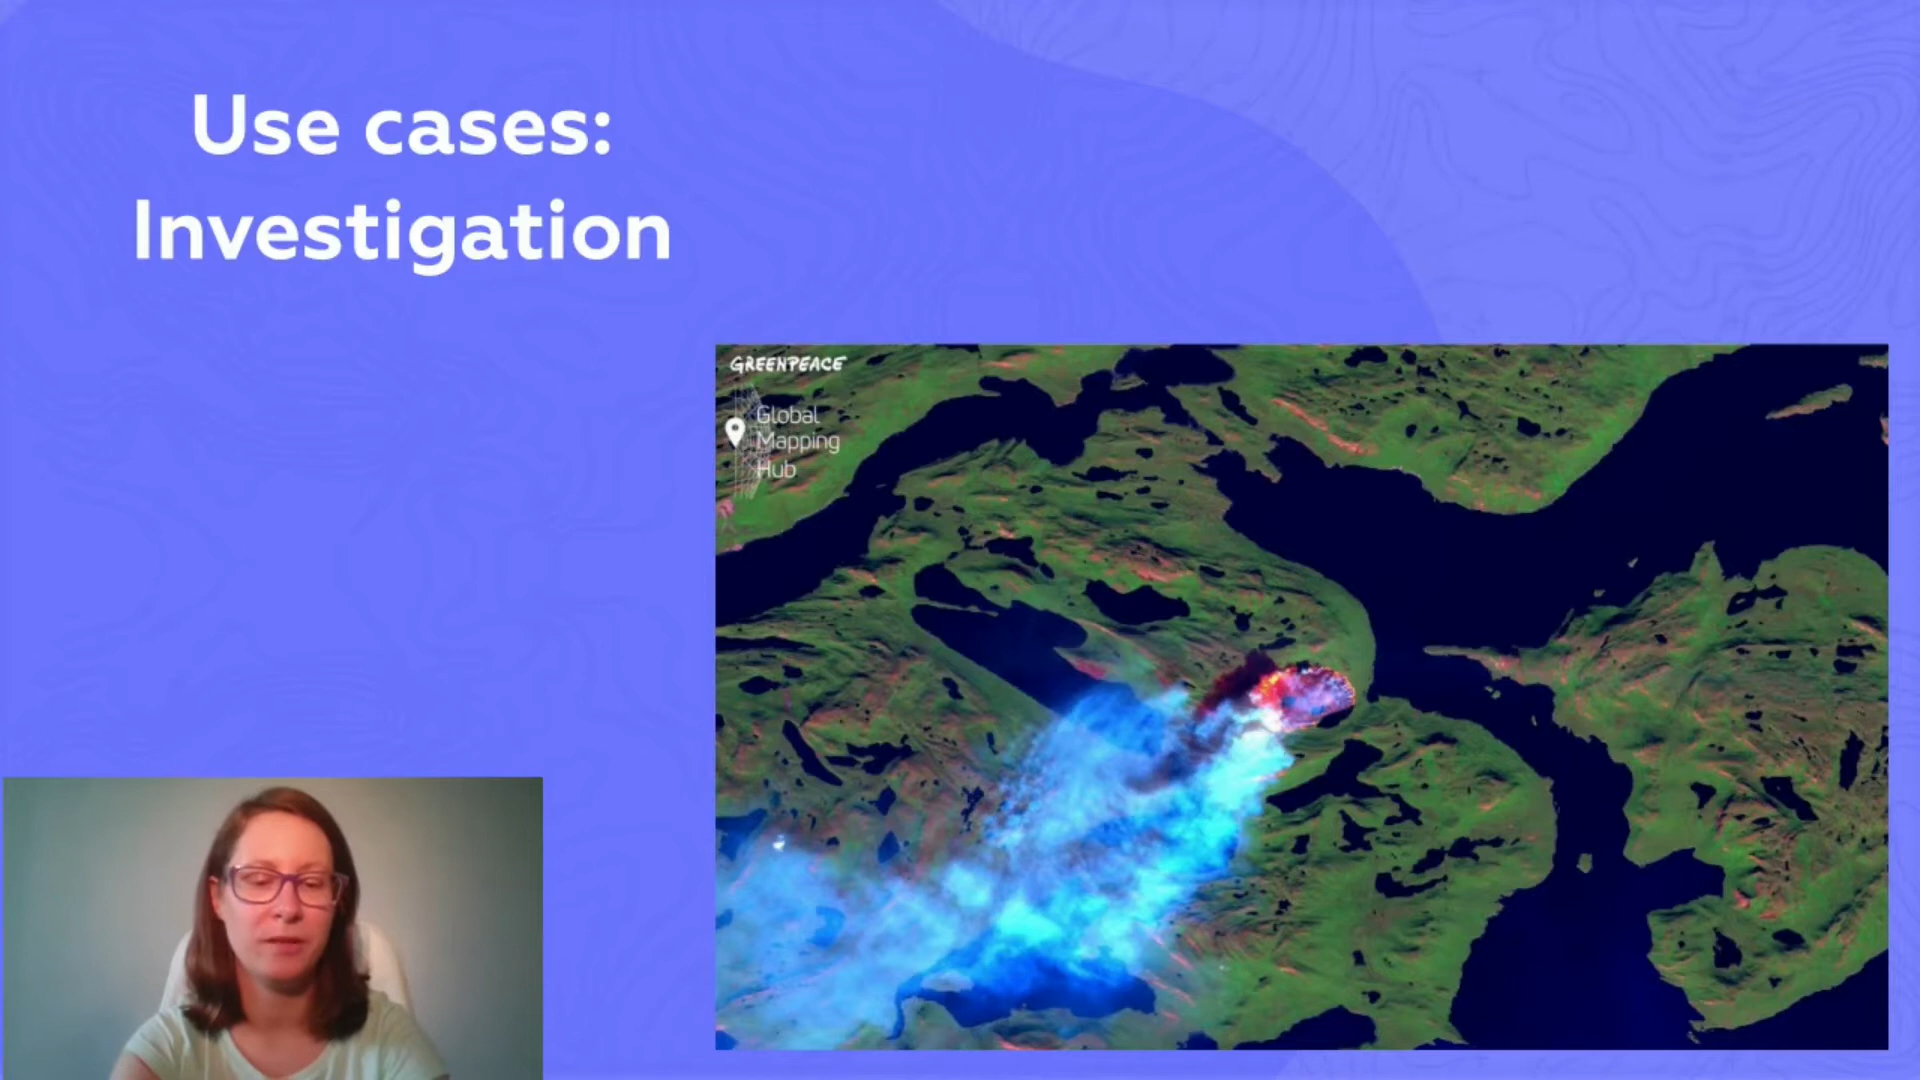 Use cases:
Investigation
GREENPEACE
Global
Mapping
Hub